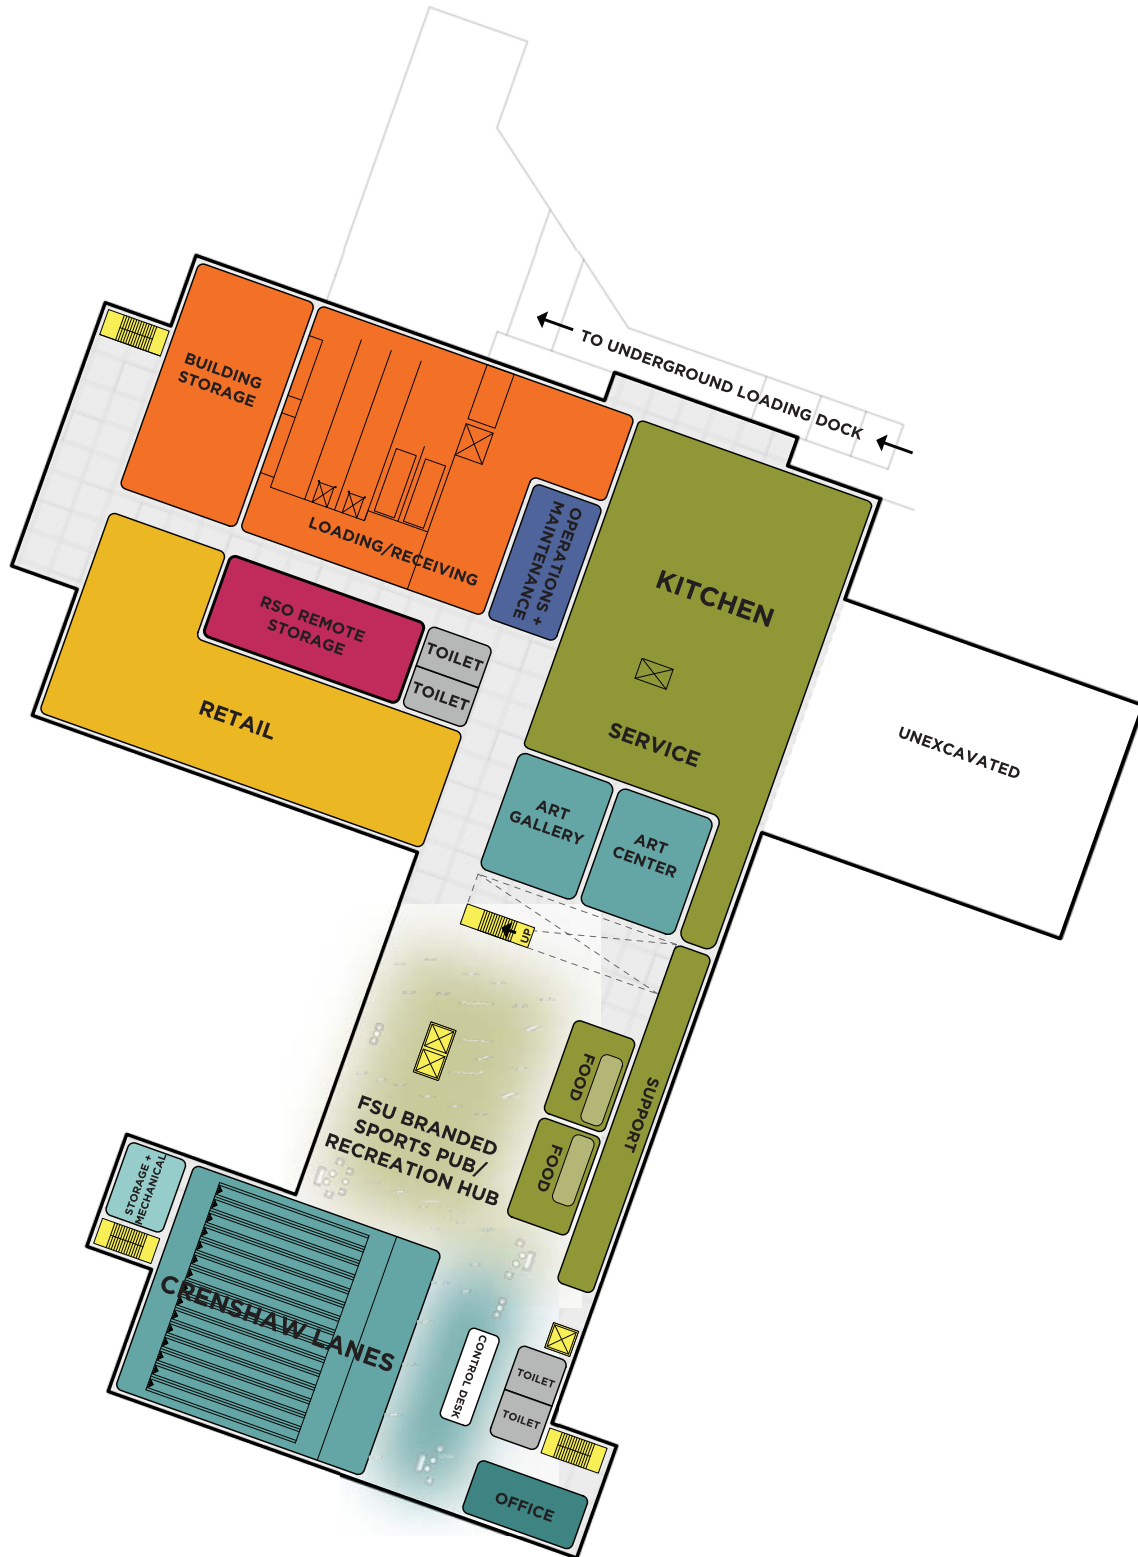 TO UNDERGROUND LOADING DOCK
BUILDING
STORAGE
LOADING/RECEIVING
OPERATIONS +
MAINTENANCE
KITCHEN
RSO REMOTE
STORAGE
TOILET
TOILET
RETAIL
SERVICE
UNEXCAVATED
ART
GALLERY
ART
CENTER
UP
FOOD
SUPPORT
FSU BRANDED
SPORTS PUB/
RECREATION HUB
FOOD
STORAGE +
MECHANICAL
CRENSHAW LANES
CONTROL DESK
TOILET
TOILET
OFFICE